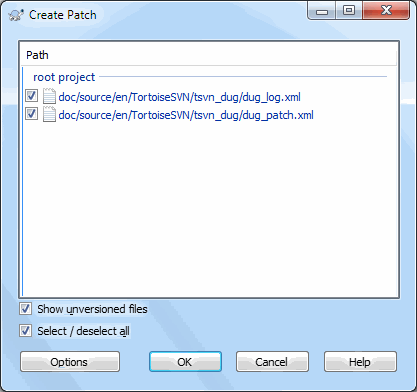 Create Patch
Path
root project
doc/source/en/TortoiseSVN/tsvn_dug/dug_log.xml
doc/source/en/TortoiseSVN/tsvn_dug/dug_patch.xml
Show unversioned files
Select / deselect all
Options OK Cancel Help